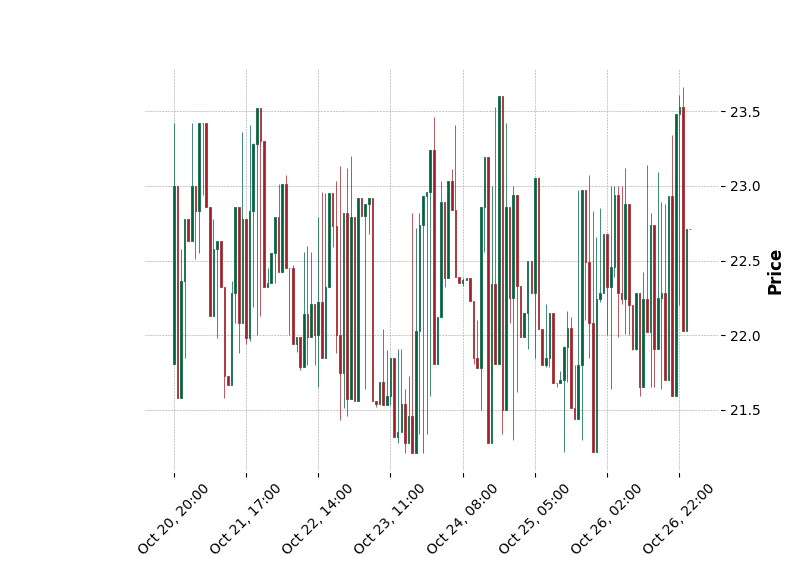 23.5
23.0
22.5
22.0
21.5
Price
Oct 20, 20:00
Oct 21, 17:00
Oct 22, 14:00
Oct 23, 11:00
Oct 24, 08:00
Oct 25, 05:00
Oct 26, 02:00
Oct 26, 22:00